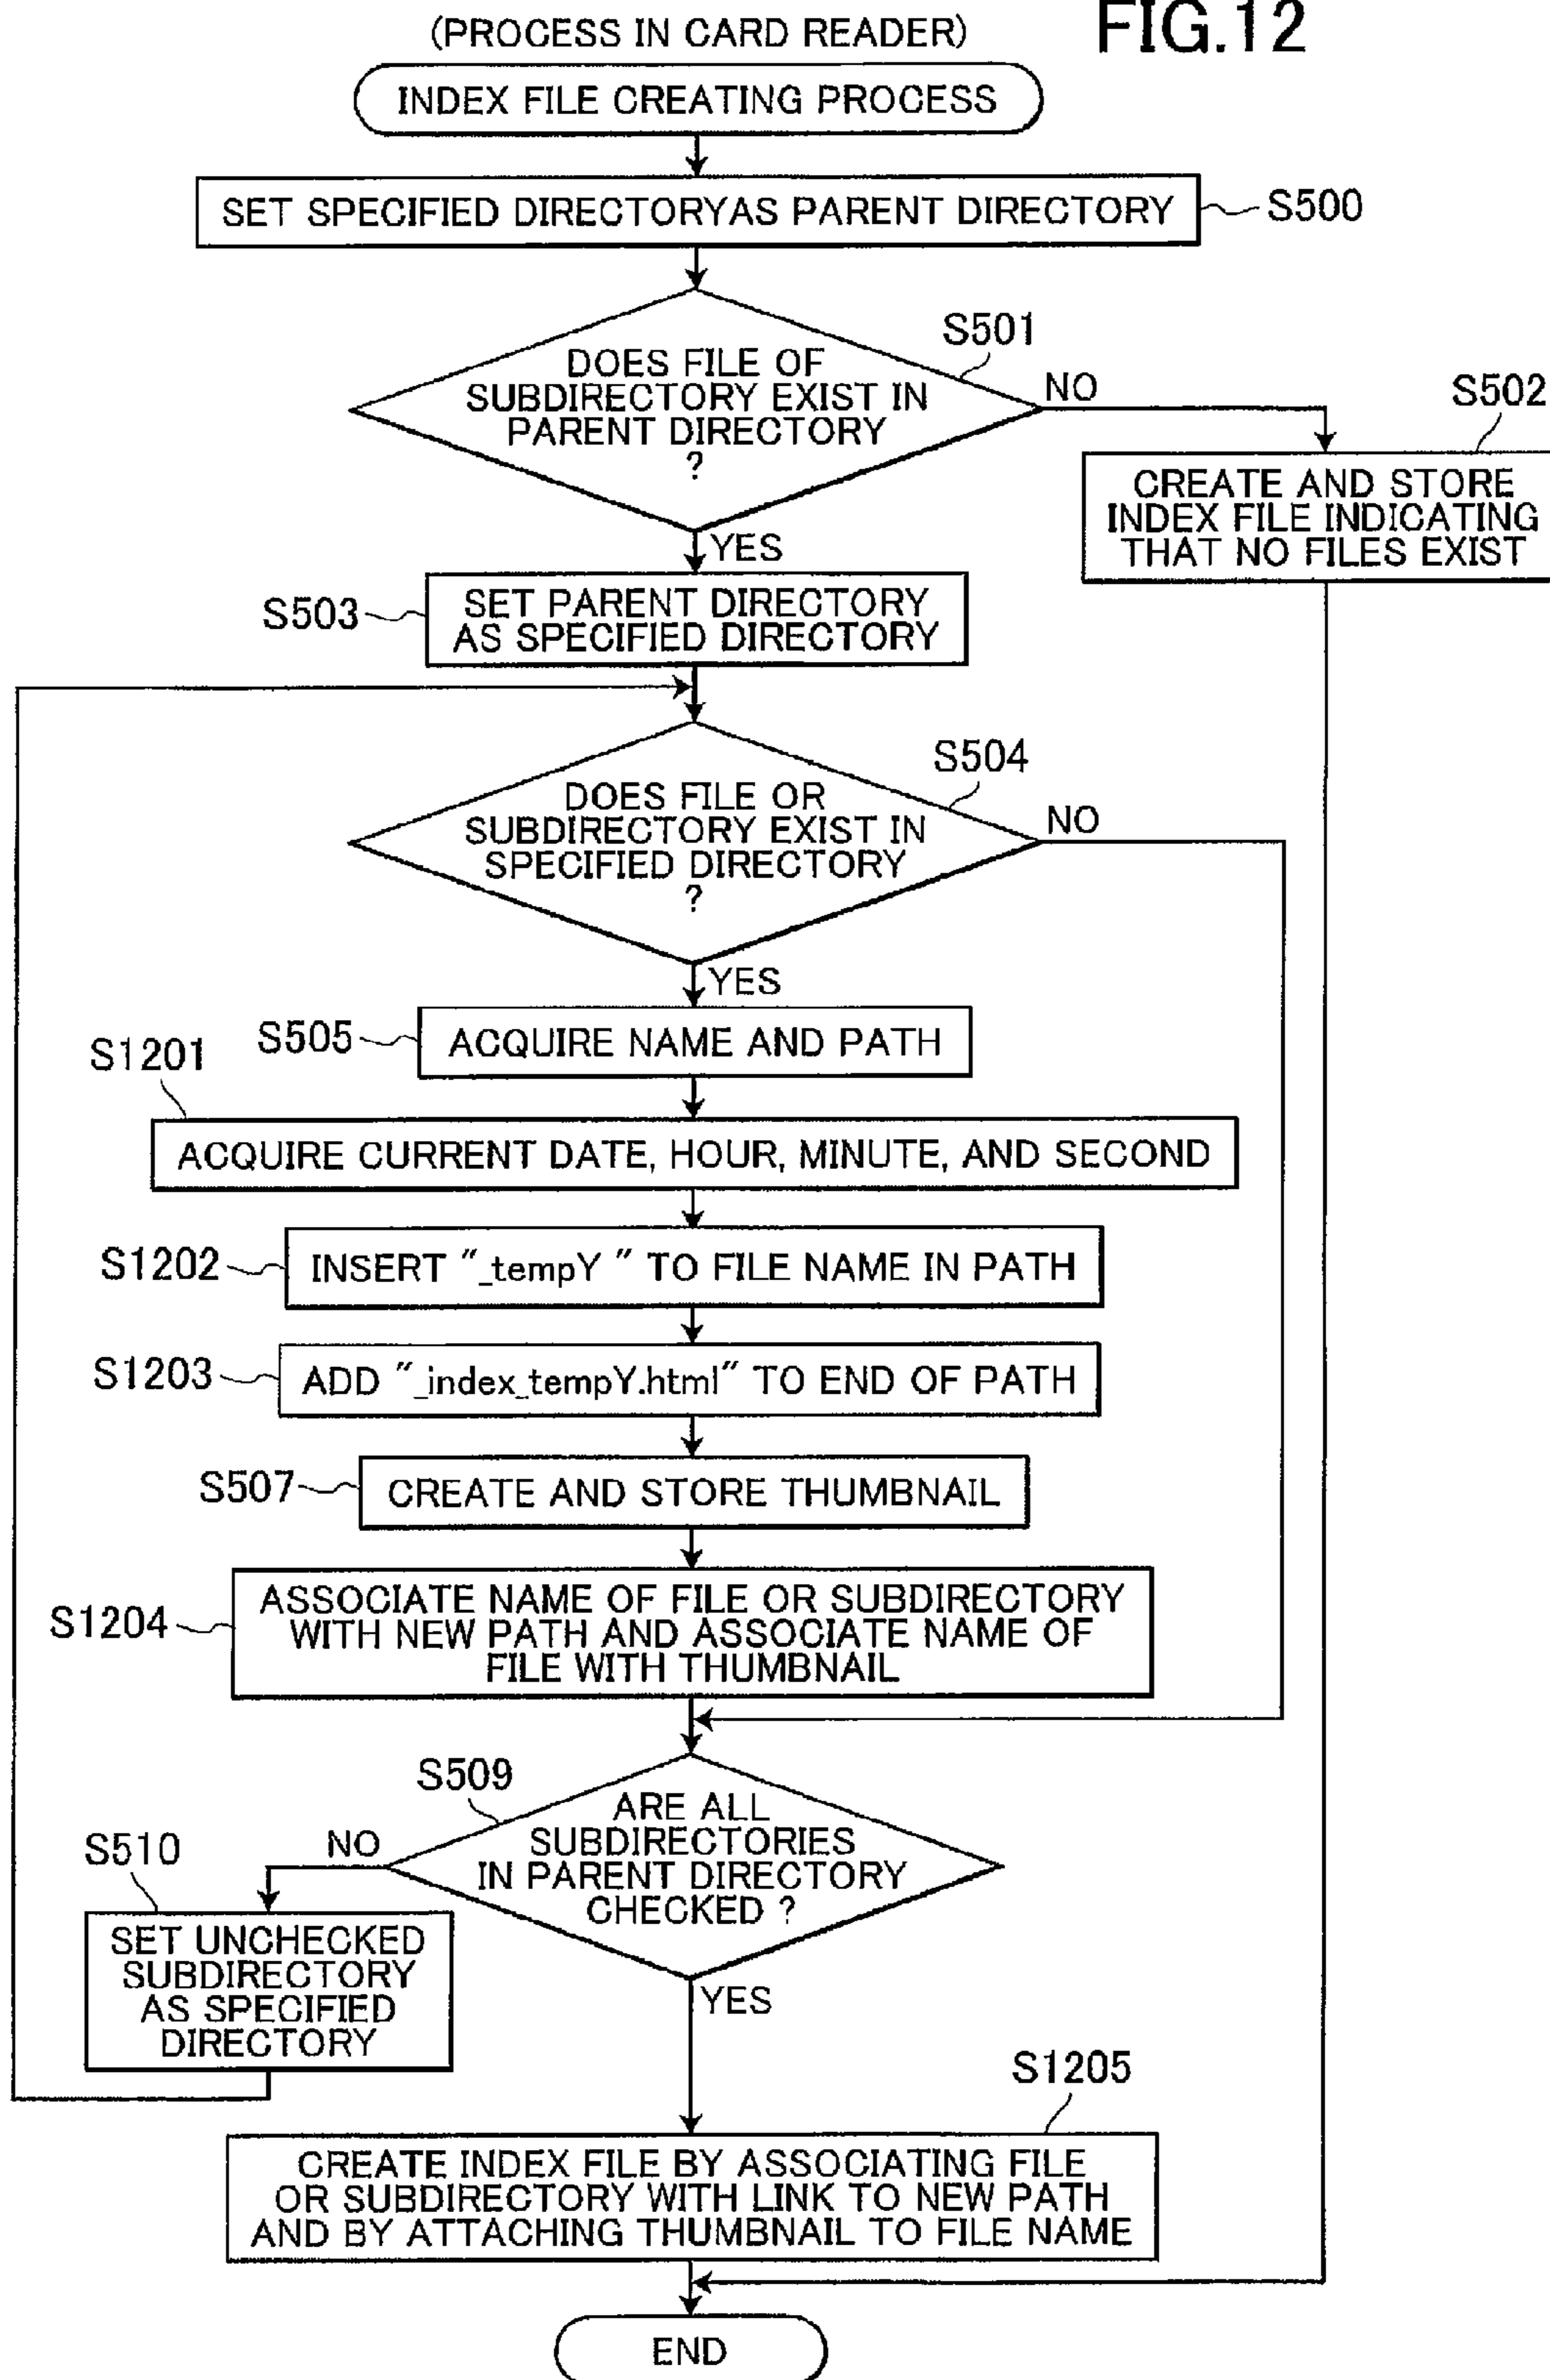 FIG.12
(PROCESS IN CARD READER)
INDEX FILE CREATING PROCESS
SET SPECIFIED DIRECTORYAS PARENT DIRECTORY
S500
S501
DOES FILE OF
SUBDIRECTORY EXIST IN
PARENT DIRECTORY
?
NO
S502
CREATE AND STORE
INDEX FILE INDICATING
THAT NO FILES EXIST
YES
S503
SET PARENT DIRECTORY
AS SPECIFIED DIRECTORY
S504
DOES FILE OR
SUBDIRECTORY EXIST IN
SPECIFIED DIRECTORY
?
NO
YES
S505
ACQUIRE NAME AND PATH
S1201
ACQUIRE CURRENT DATE, HOUR, MINUTE, AND SECOND
S1202
INSERT "_tempY " TO FILE NAME IN PATH
S1203
ADD "_index_tempY.html" TO END OF PATH
S507
CREATE AND STORE THUMBNAIL
S1204
ASSOCIATE NAME OF FILE OR SUBDIRECTORY
WITH NEW PATH AND ASSOCIATE NAME OF
FILE WITH THUMBNAIL
S509
ARE ALL
SUBDIRECTORIES
IN PARENT DIRECTORY
CHECKED ?
NO
S510
SET UNCHECKED
SUBDIRECTORY
AS SPECIFIED
DIRECTORY
YES
S1205
CREATE INDEX FILE BY ASSOCIATING FILE
OR SUBDIRECTORY WITH LINK TO NEW PATH
AND BY ATTACHING THUMBNAIL TO FILE NAME
END